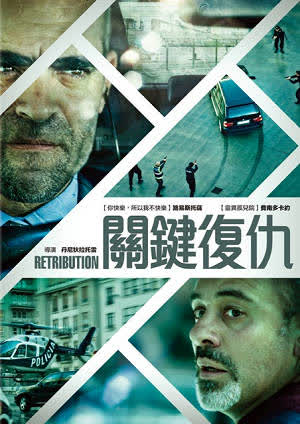 【你快樂,所以我不快樂】路易斯托薩
【靈異孤兒院】費南多卡約
導演 丹尼狄拉托雷
RETRIBUTION
關鍵復仇
POLICIA